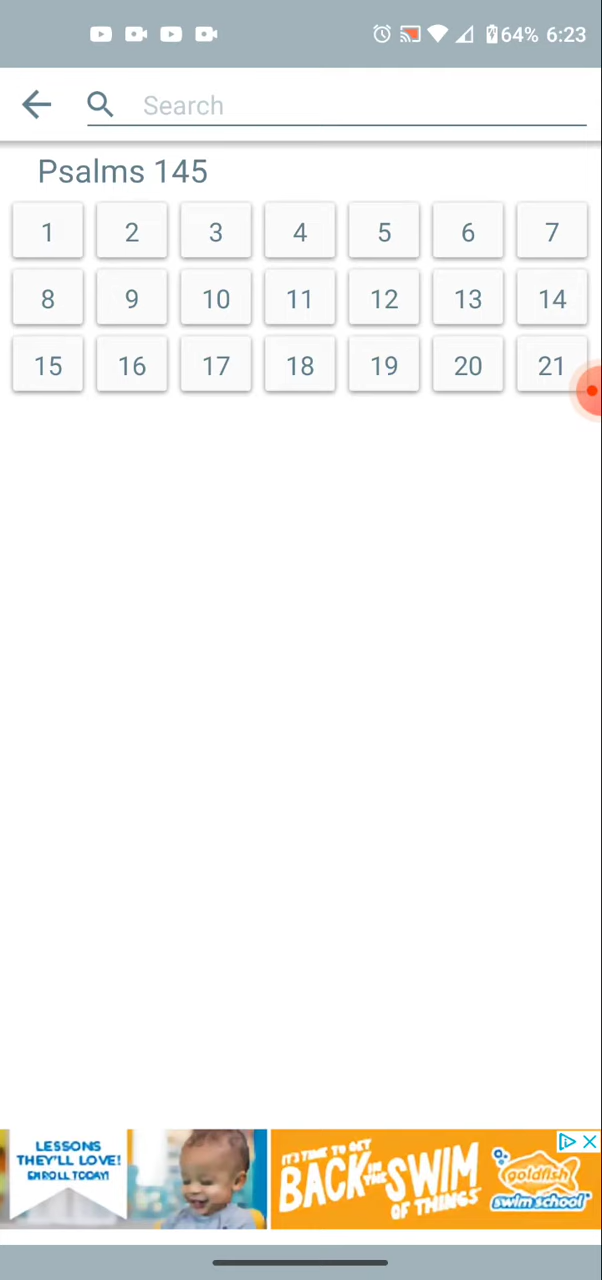 64% 6:23
Search
Psalms 145
1 2 3 4 5 6 7
8 9 10 11 12 13 14
15 16 17 18 19 20 21
LESSONS
THEY'LL LOVE!
ENROLL TODAY!
IT'S TIME TO GET
BACK IN THE SWIM
OF THINGS
goldfish
swim school